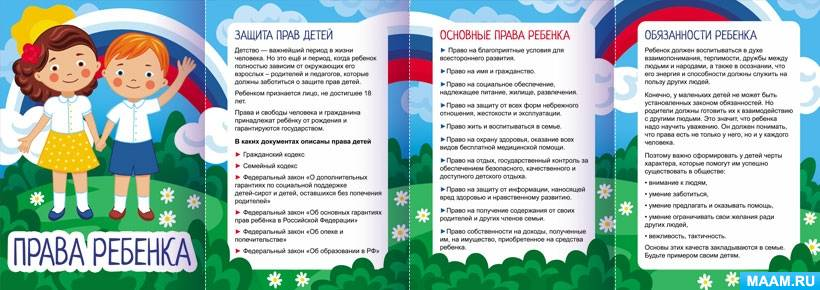 ПРАВА РЕБЕНКА
ЗАЩИТА ПРАВ ДЕТЕЙ
Детство — важнейший период в жизни
человека. Но это ещё и период, когда ребенок
полностью зависим от окружающих его
взрослых – родителей и педагогов, которые
должны заботиться о защите прав детей.
Ребенком признается лицо, не достигшее 18
лет.
Права и свободы человека и гражданина
принадлежат ребёнку от рождения и
гарантируются государством.
В каких документах описаны права детей
► Гражданский кодекс
► Семейный кодекс
► Федеральный закон «О дополнительных
гарантиях по социальной поддержке
детей-сирот и детей, оставшихся без попечения
родителей»
► Федеральный закон «Об основных гарантиях
прав ребёнка в Российской Федерации»
► Федеральный закон «Об опеке и
попечительстве»
► Федеральный закон «Об образовании в РФ»
ОСНОВНЫЕ ПРАВА РЕБЕНКА
► Право на благоприятные условия для
всестороннего развития.
► Право на имя и гражданство.
► Право на социальное обеспечение,
надлежащее питание, жилище, развлечения.
► Право на защиту от всех форм небрежного
отношения, жестокости и эксплуатации.
► Право жить и воспитываться в семье.
► Право на охрану здоровья, оказание всех
видов бесплатной медицинской помощи.
► Право на отдых, государственный контроль за
обеспечением безопасного, качественного и
доступного детского отдыха.
► Право на защиту от информации, наносящей
вред здоровью и нравственному развитию.
► Право на получение содержания от своих
родителей и других членов семьи.
► Право собственности на доходы, полученные
им, на имущество, приобретенное на средства
ребенка.
ОБЯЗАННОСТИ РЕБЕНКА
Ребенок должен воспитываться в духе
взаимопонимания, терпимости, дружбы между
людьми и народами, а также в осознании, что
его энергия и способности должны служить на
пользу других людей.
Конечно, у маленьких детей не может быть
установленных законом обязанностей. Но
родители должны готовить их к взаимодействию
с другими людьми. Это значит, что ребенка
надо научить уважению. Он должен понимать,
что права есть не только у него, но и у каждого
человека.
Поэтому важно сформировать у детей черты
характера, которые помогут им успешно
существовать в обществе:
• внимание к людям,
• умение заботиться,
• умение предлагать и оказывать помощь,
• умение ограничивать свои желания ради
других людей,
• вежливость, тактичность.
Основы этих качеств закладываются в семье.
Будьте примером своим детям.
MAAM.RU